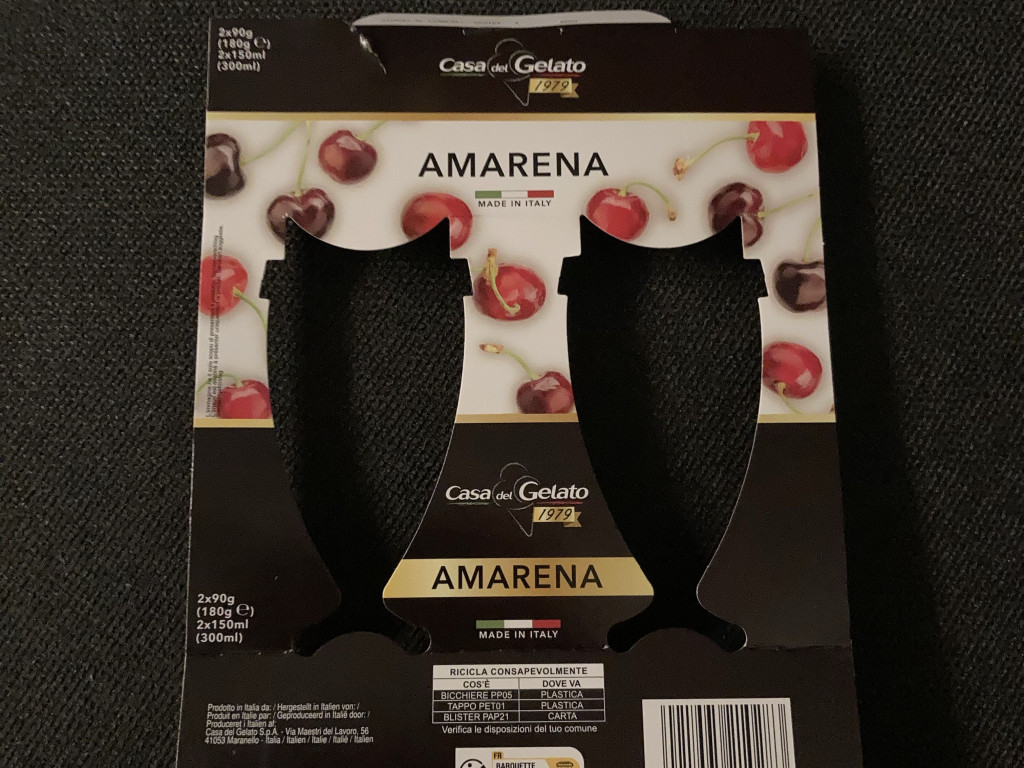 2x90g
(180g ℮)
2x150ml
(300ml)
Casa del Gelato
1979
AMARENA
MADE IN ITALY
Casa del Gelato
1979
AMARENA
2x90g
(180g ℮)
2x150ml
(300ml)
MADE IN ITALY
RICICLA CONSAPEVOLMENTE
COS'È DOVE VA
BICCHIERE PP05 PLASTICA
TAPPO PET01 PLASTICA
BLISTER PAP21 CARTA
Verifica le disposizioni del tuo comune
Prodotto in Italia da: / Hergestellt in Italien von: /
Produit en Italie par: / Geproduceerd in Italië door: /
Produceret i Italien af:
Casa del Gelato S.p.A. - Via Maestri del Lavoro, 56
41053 Maranello - Italia / Italien / Italie / Italië / Italien
FR
BARQUETTE